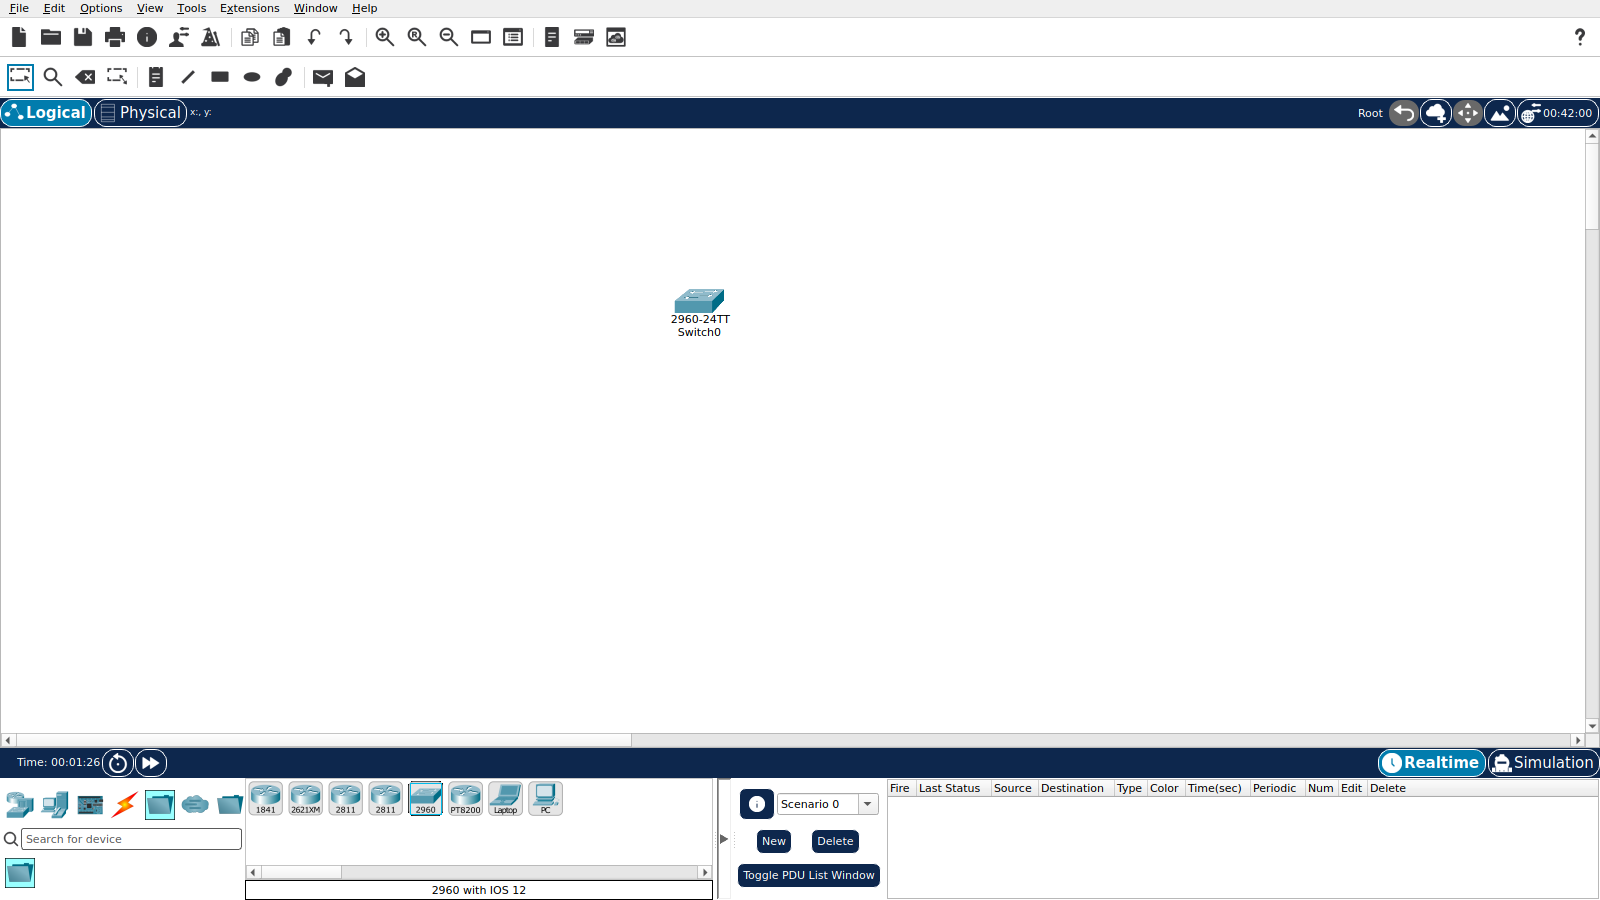 File Edit Options View Tools Extensions Window Help
Logical Physical x:, y: Root 00:42:00
2960-24TT
Switch0
Time: 00:01:26 Realtime Simulation
1841 2621XM 2811 2811 2960 PT8200 Laptop PC
Search for device
2960 with IOS 12
Scenario 0
New Delete
Toggle PDU List Window
Fire Last Status Source Destination Type Color Time(sec) Periodic Num Edit Delete